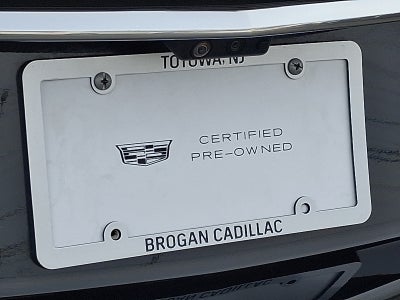 TOTOWA, NJ
CERTIFIED
PRE-OWNED
BROGAN CADILLAC